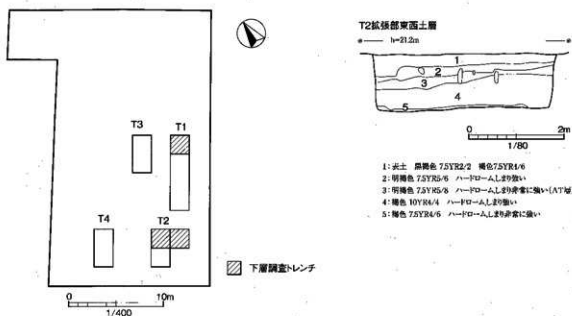 T3
T1
T4
T2
下層調査トレンチ
0 10m
1/400
T2拡張部東西土層
h=21.2m
1
2
3
4
5
0 2m
1/80
1:表土 黒褐色 7.5YR2/2 褐色7.5YR4/6
2:明褐色 7.5YR5/6 ハードローム,しまり強い
3:明褐色 7.5YR5/8 ハードローム,しまり非常に強い(AT
4:褐色 10YR4/4 ハードローム,しまり強い
5:褐色 7.5YR4/6 ハードローム,しまり非常に強い